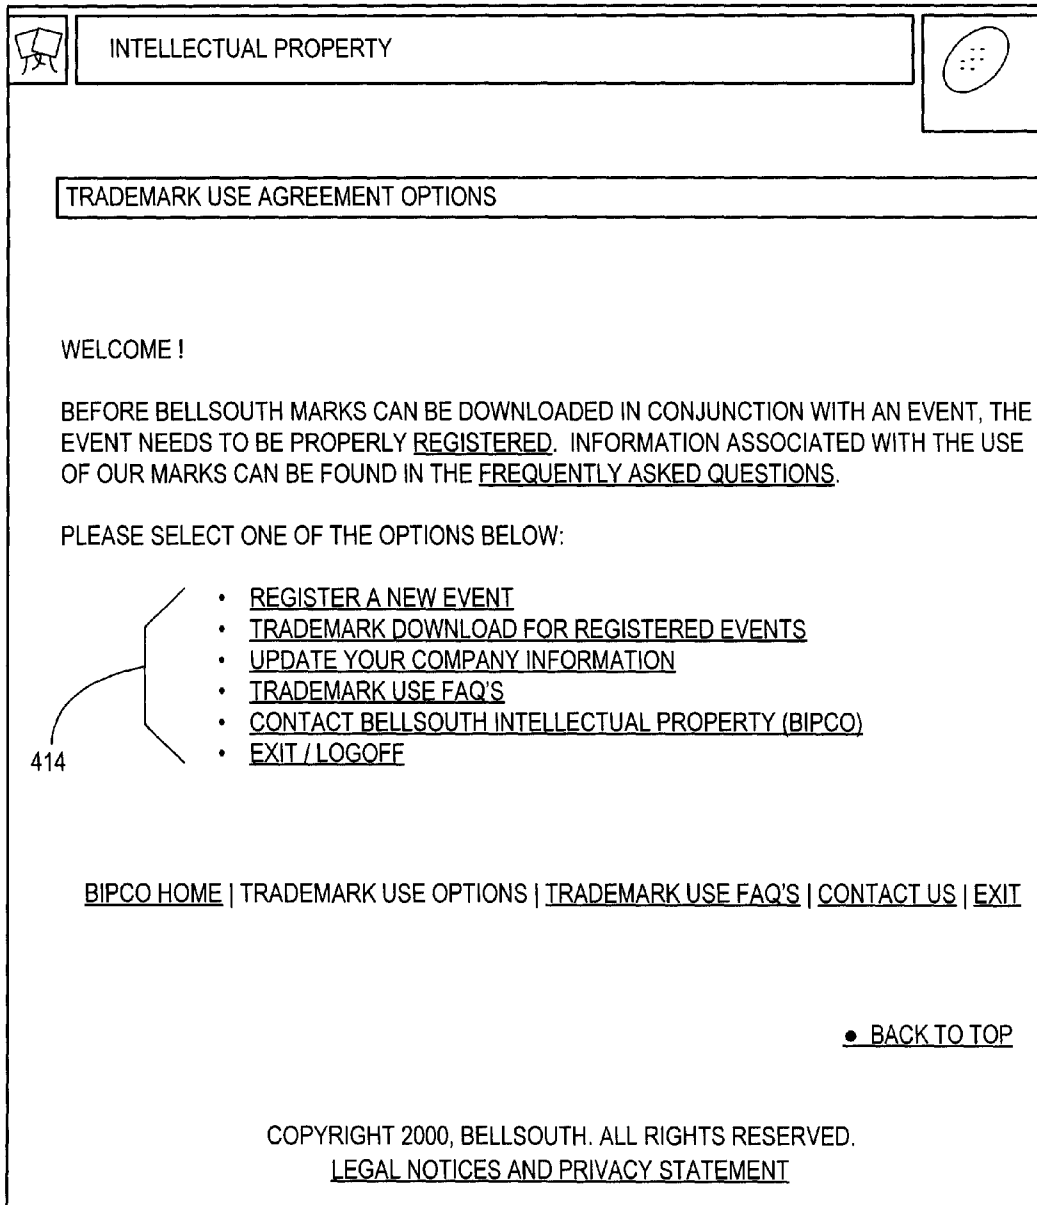 INTELLECTUAL PROPERTY
TRADEMARK USE AGREEMENT OPTIONS
WELCOME !
BEFORE BELLSOUTH MARKS CAN BE DOWNLOADED IN CONJUNCTION WITH AN EVENT, THE
EVENT NEEDS TO BE PROPERLY REGISTERED. INFORMATION ASSOCIATED WITH THE USE
OF OUR MARKS CAN BE FOUND IN THE FREQUENTLY ASKED QUESTIONS.
PLEASE SELECT ONE OF THE OPTIONS BELOW:
• REGISTER A NEW EVENT
• TRADEMARK DOWNLOAD FOR REGISTERED EVENTS
• UPDATE YOUR COMPANY INFORMATION
• TRADEMARK USE FAQ'S
• CONTACT BELLSOUTH INTELLECTUAL PROPERTY (BIPCO)
• EXIT / LOGOFF
414
BIPCO HOME | TRADEMARK USE OPTIONS | TRADEMARK USE FAQ'S | CONTACT US | EXIT
• BACK TO TOP
COPYRIGHT 2000, BELLSOUTH. ALL RIGHTS RESERVED.
LEGAL NOTICES AND PRIVACY STATEMENT